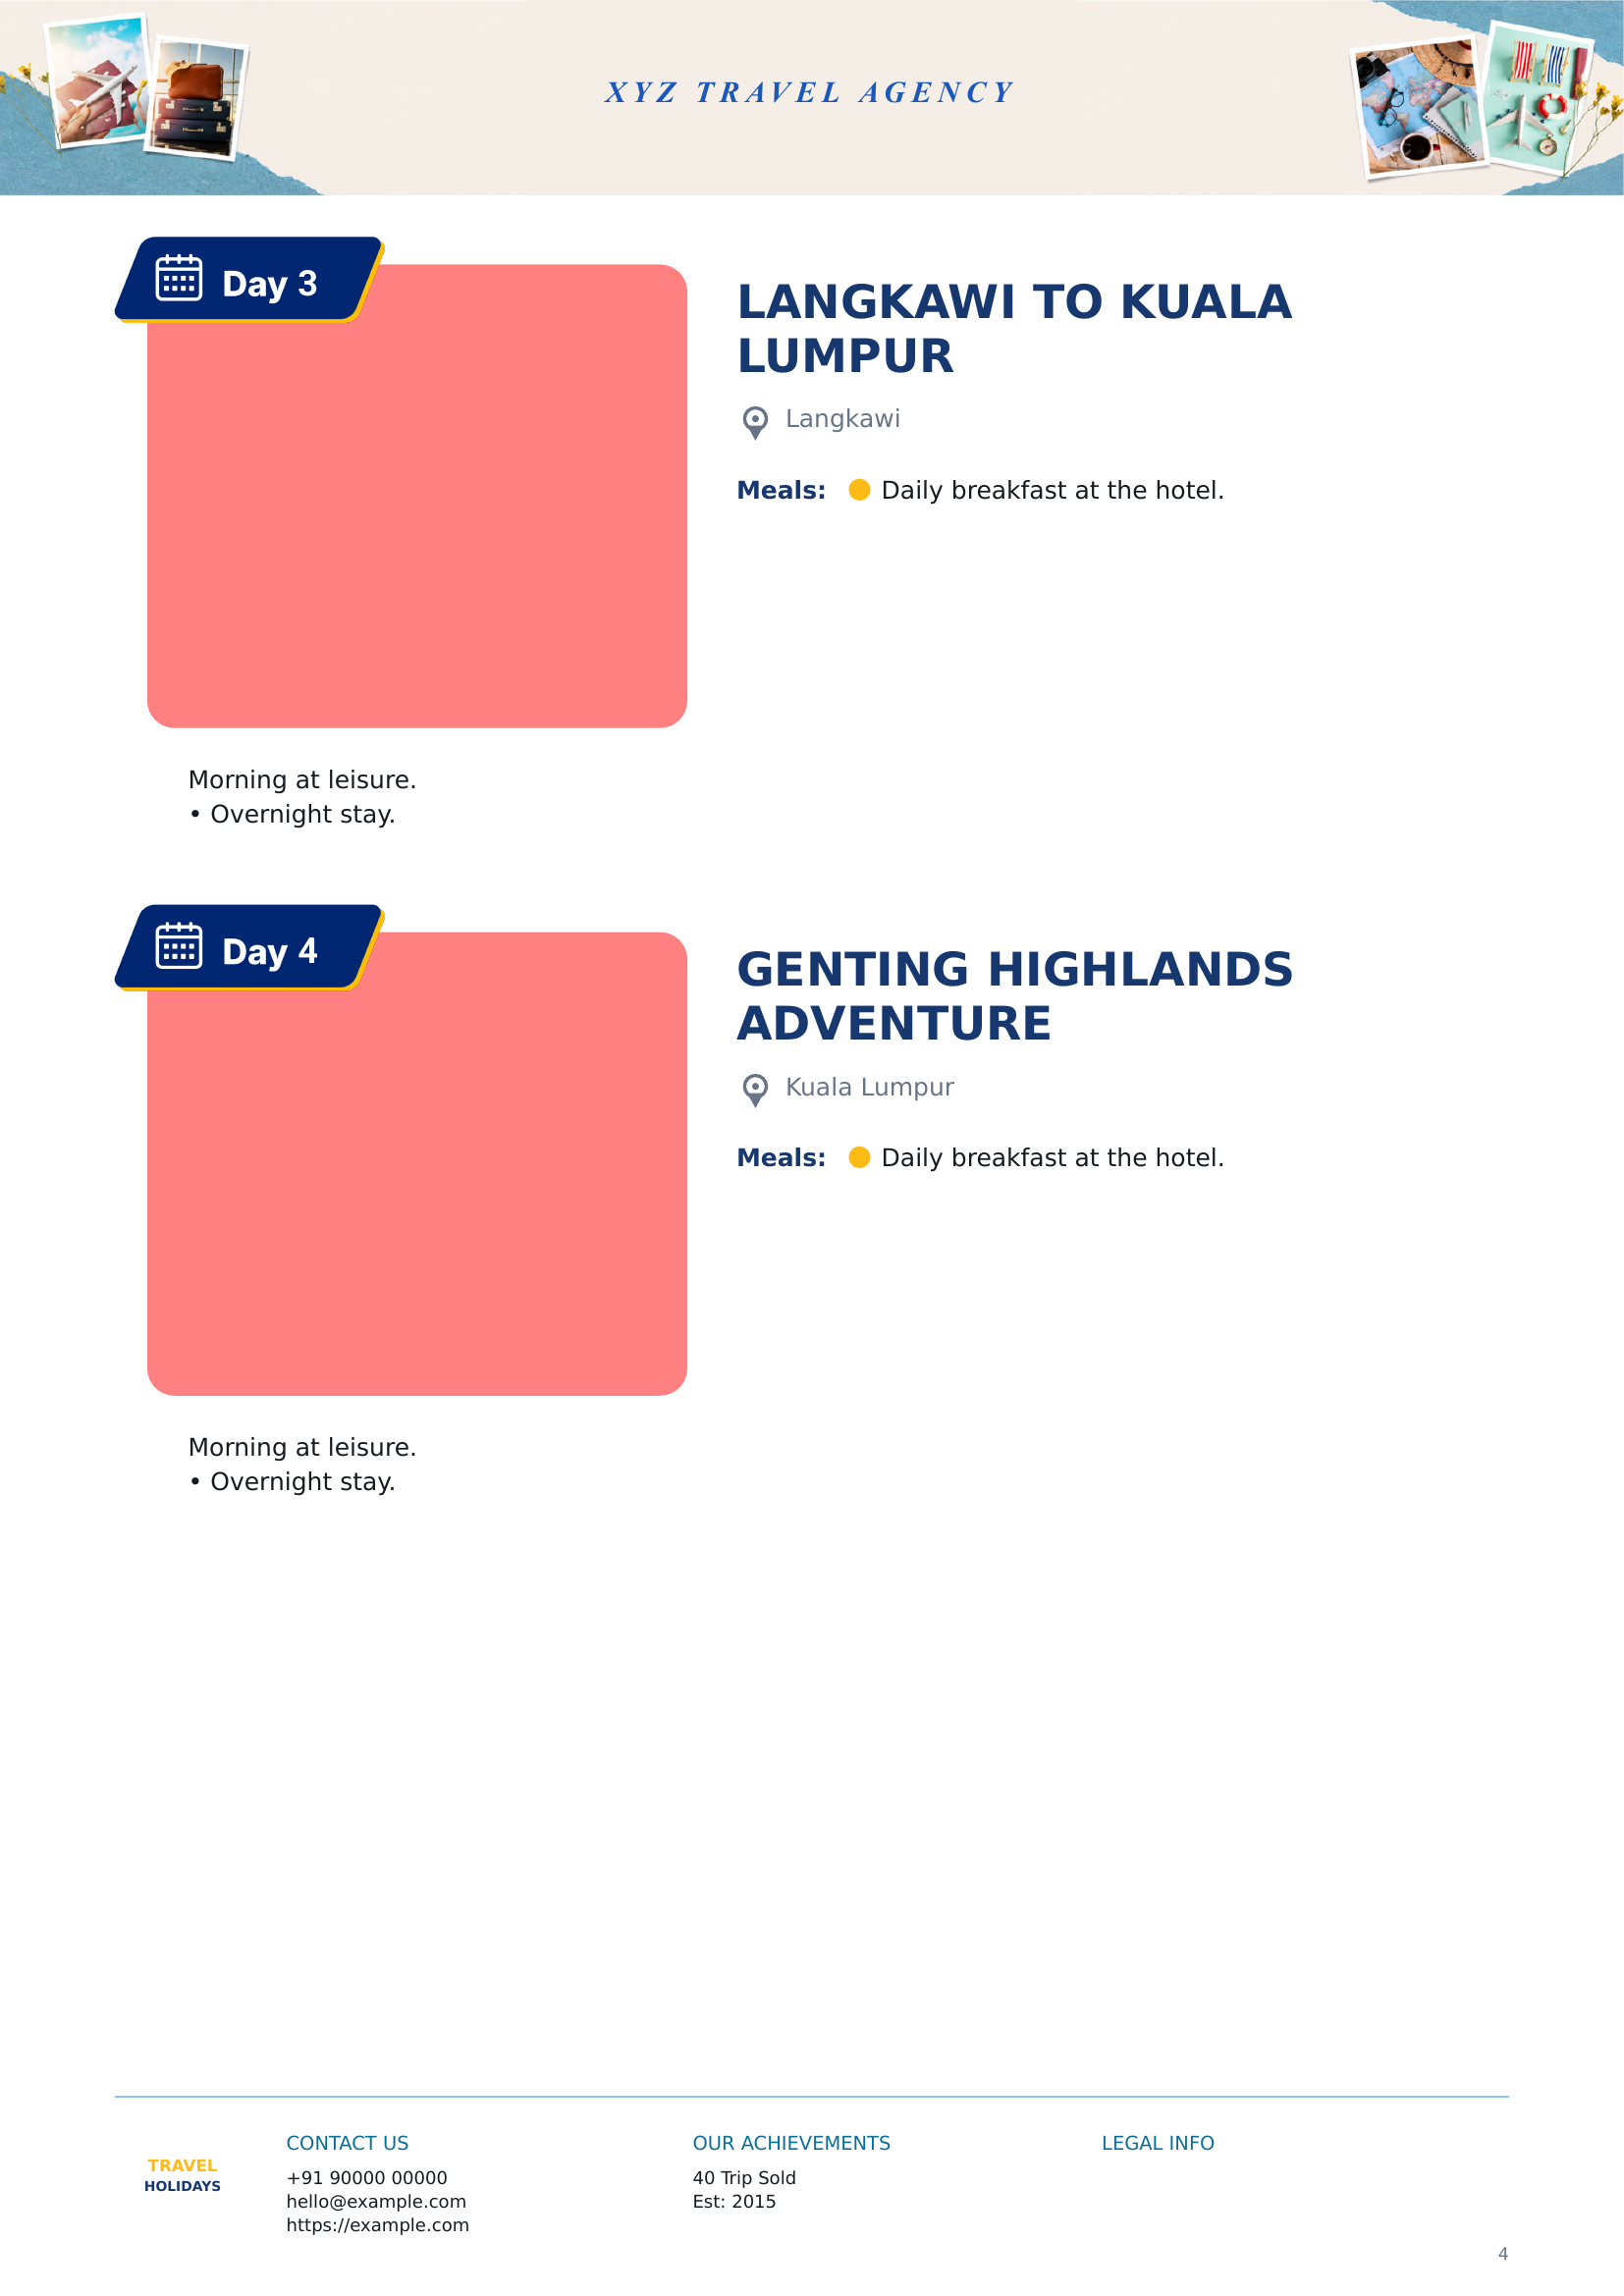 XYZ TRAVEL AGENCY
Day 3
LANGKAWI TO KUALA
LUMPUR
Langkawi
Meals: Daily breakfast at the hotel.
Morning at leisure.
• Overnight stay.
Day 4
GENTING HIGHLANDS
ADVENTURE
Kuala Lumpur
Meals: Daily breakfast at the hotel.
Morning at leisure.
• Overnight stay.
TRAVEL
HOLIDAYS
CONTACT US
+91 90000 00000
hello@example.com
https://example.com
OUR ACHIEVEMENTS
40 Trip Sold
Est: 2015
LEGAL INFO
4